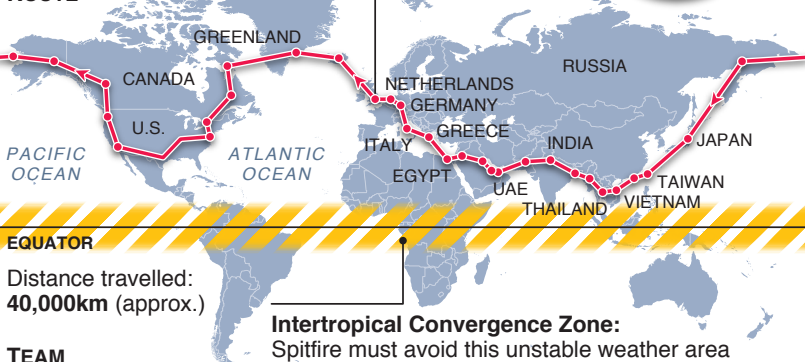 GREENLAND
CANADA
U.S.
PACIFIC
OCEAN
ATLANTIC
OCEAN
RUSSIA
NETHERLANDS
GERMANY
ITALY
GREECE
EGYPT
UAE
INDIA
THAILAND
VIETNAM
TAIWAN
JAPAN
EQUATOR
Distance travelled:
40,000km (approx.)
Intertropical Convergence Zone:
Spitfire must avoid this unstable weather area
TEAM